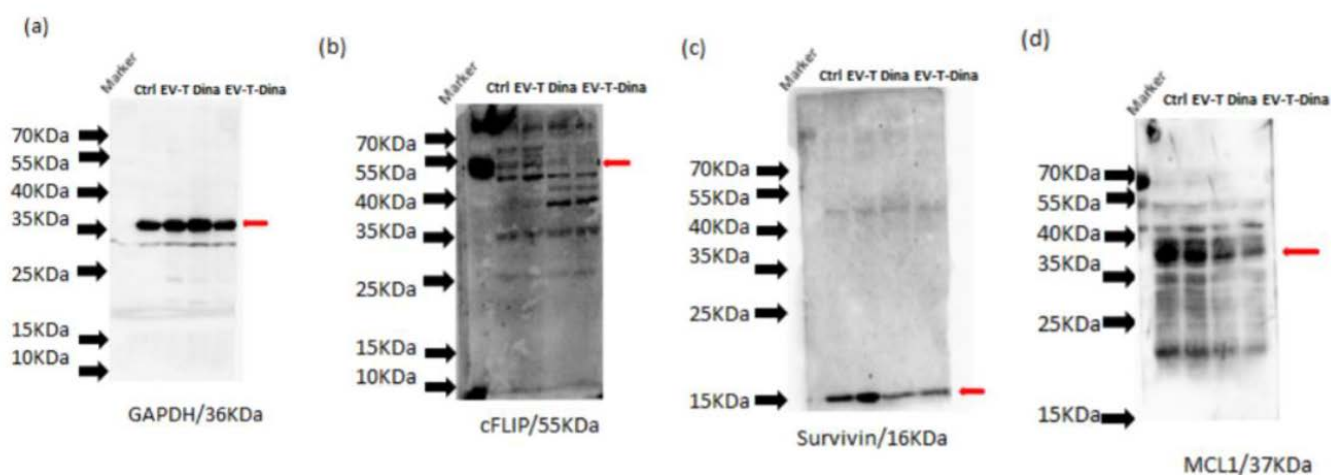 (a)
Marker
Ctrl EV-T Dina EV-T-Dina
70KDa
55KDa
40KDa
35KDa
25KDa
15KDa
10KDa
GAPDH/36KDa
(b)
Marker
Ctrl EV-T Dina EV-T-Dina
70KDa
55KDa
40KDa
35KDa
25KDa
15KDa
10KDa
cFLIP/55KDa
(c)
Marker
Ctrl EV-T Dina EV-T-Dina
70KDa
55KDa
40KDa
35KDa
25KDa
15KDa
Survivin/16KDa
(d)
Marker
Ctrl EV-T Dina EV-T-Dina
70KDa
55KDa
40KDa
35KDa
25KDa
15KDa
MCL1/37KDa